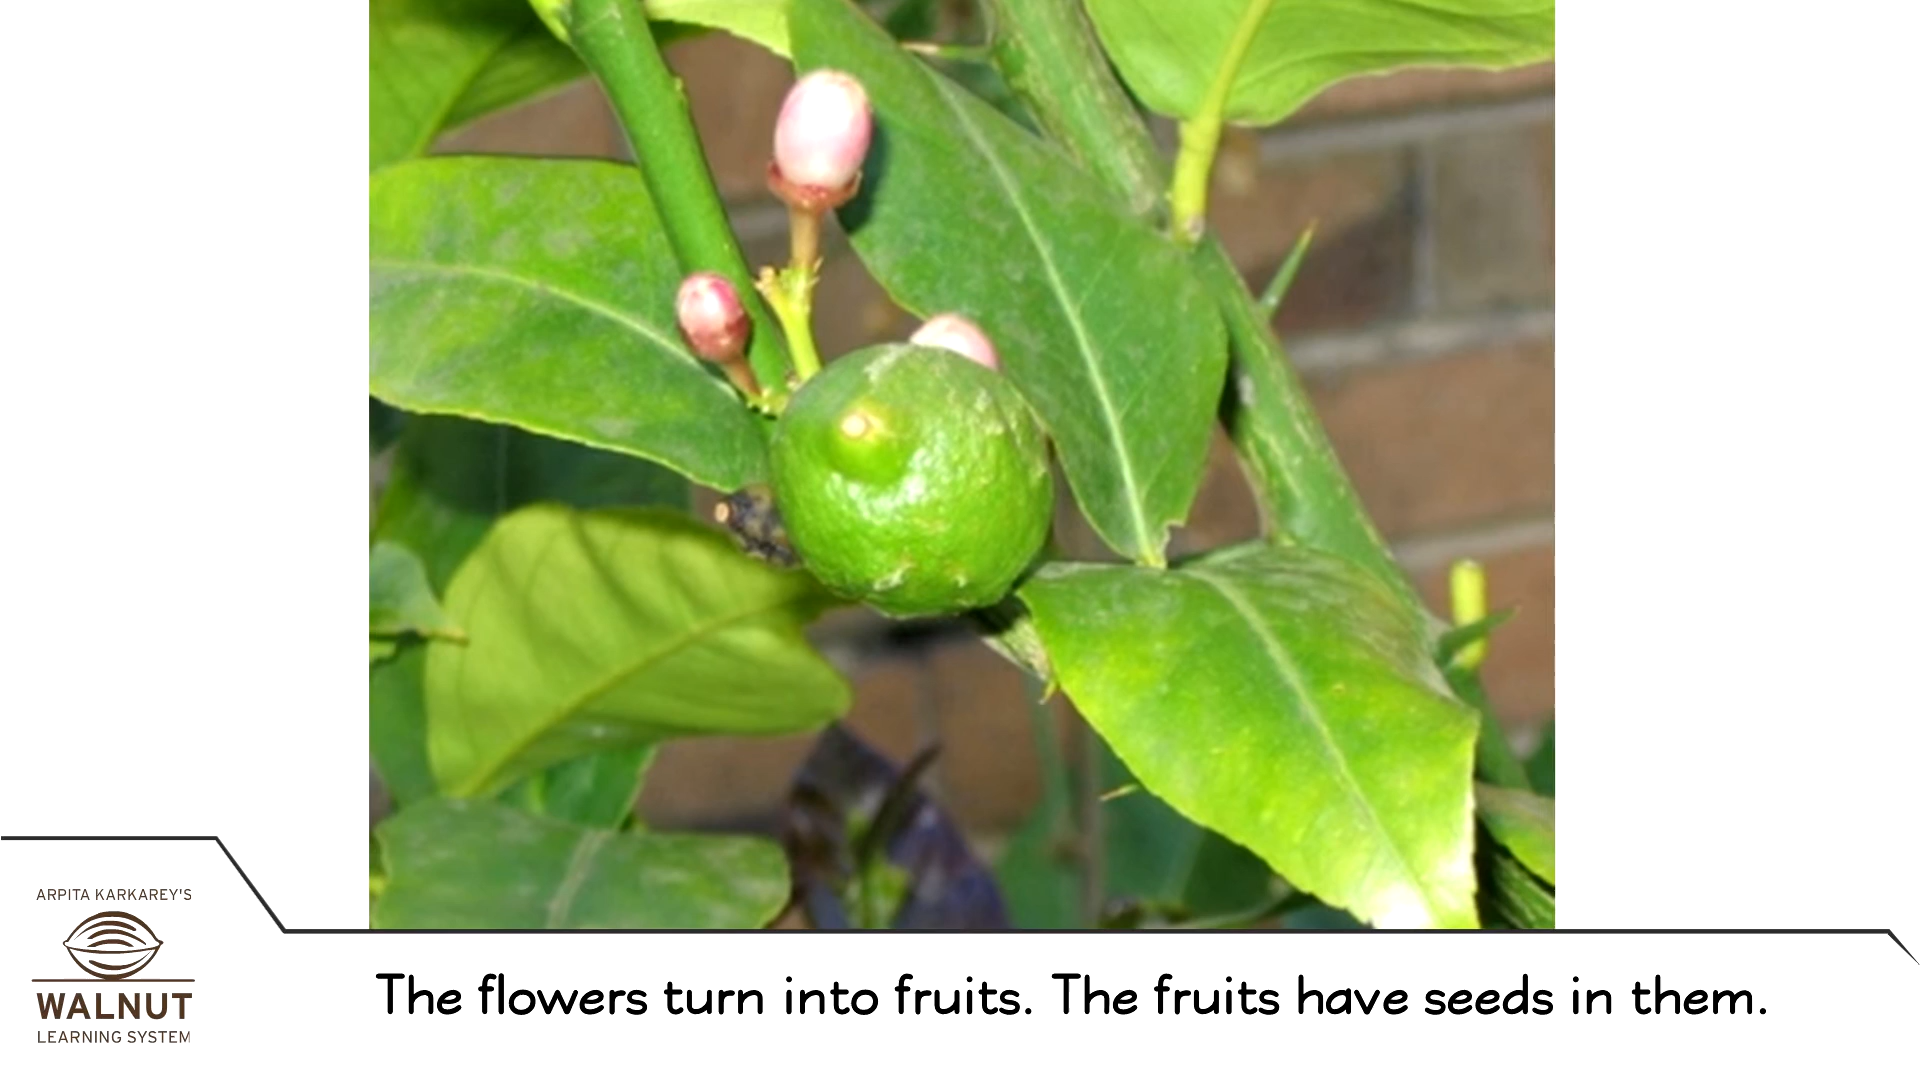 The flowers turn into fruits. The fruits have seeds in them.
ARPITA KARKAREY'S
WALNUT
LEARNING SYSTEM